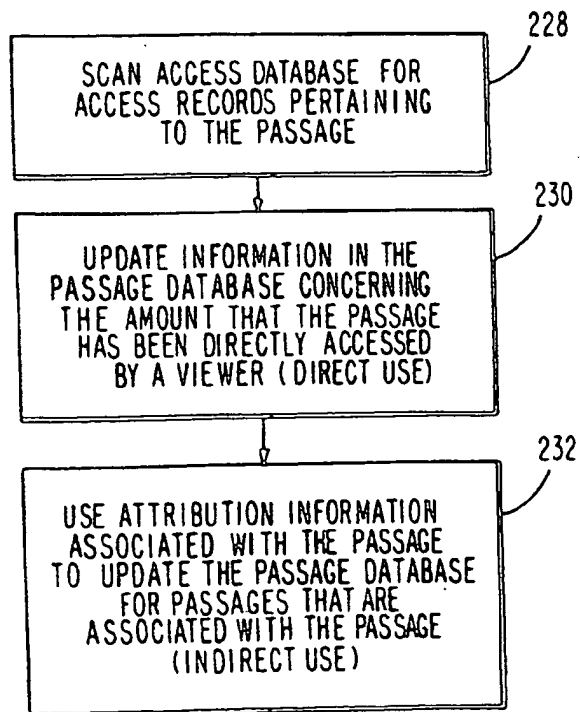 228
SCAN ACCESS DATABASE FOR
ACCESS RECORDS PERTAINING
TO THE PASSAGE
230
UPDATE INFORMATION IN THE
PASSAGE DATABASE CONCERNING
THE AMOUNT THAT THE PASSAGE
HAS BEEN DIRECTLY ACCESSED
BY A VIEWER (DIRECT USE)
232
USE ATTRIBUTION INFORMATION
ASSOCIATED WITH THE PASSAGE
TO UPDATE THE PASSAGE DATABASE
FOR PASSAGES THAT ARE
ASSOCIATED WITH THE PASSAGE
(INDIRECT USE)